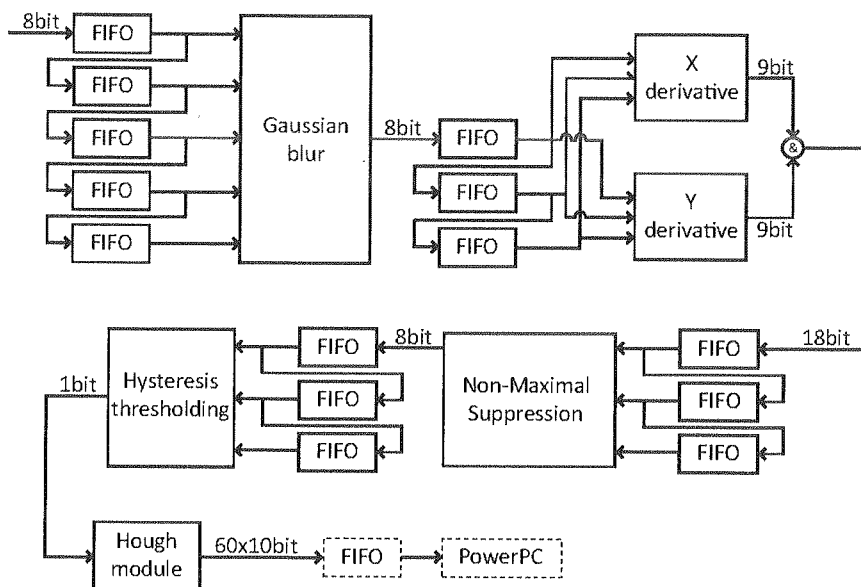 8bit
FIFO
FIFO
FIFO
FIFO
FIFO
Gaussian
blur
8bit
FIFO
FIFO
FIFO
X
derivative
9bit
&
Y
derivative
9bit
18bit
FIFO
FIFO
FIFO
Non-Maximal
Suppression
8bit
FIFO
FIFO
FIFO
Hysteresis
thresholding
1bit
Hough
module
60x10bit
FIFO
PowerPC